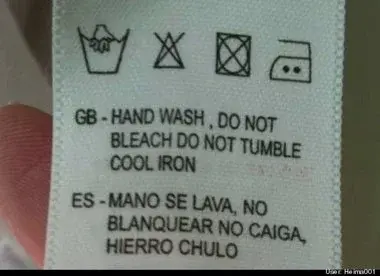 GB - HAND WASH , DO NOT
BLEACH DO NOT TUMBLE
COOL IRON
ES - MANO SE LAVA, NO
BLANQUEAR NO CAIGA,
HIERRO CHULO
User: Heima001